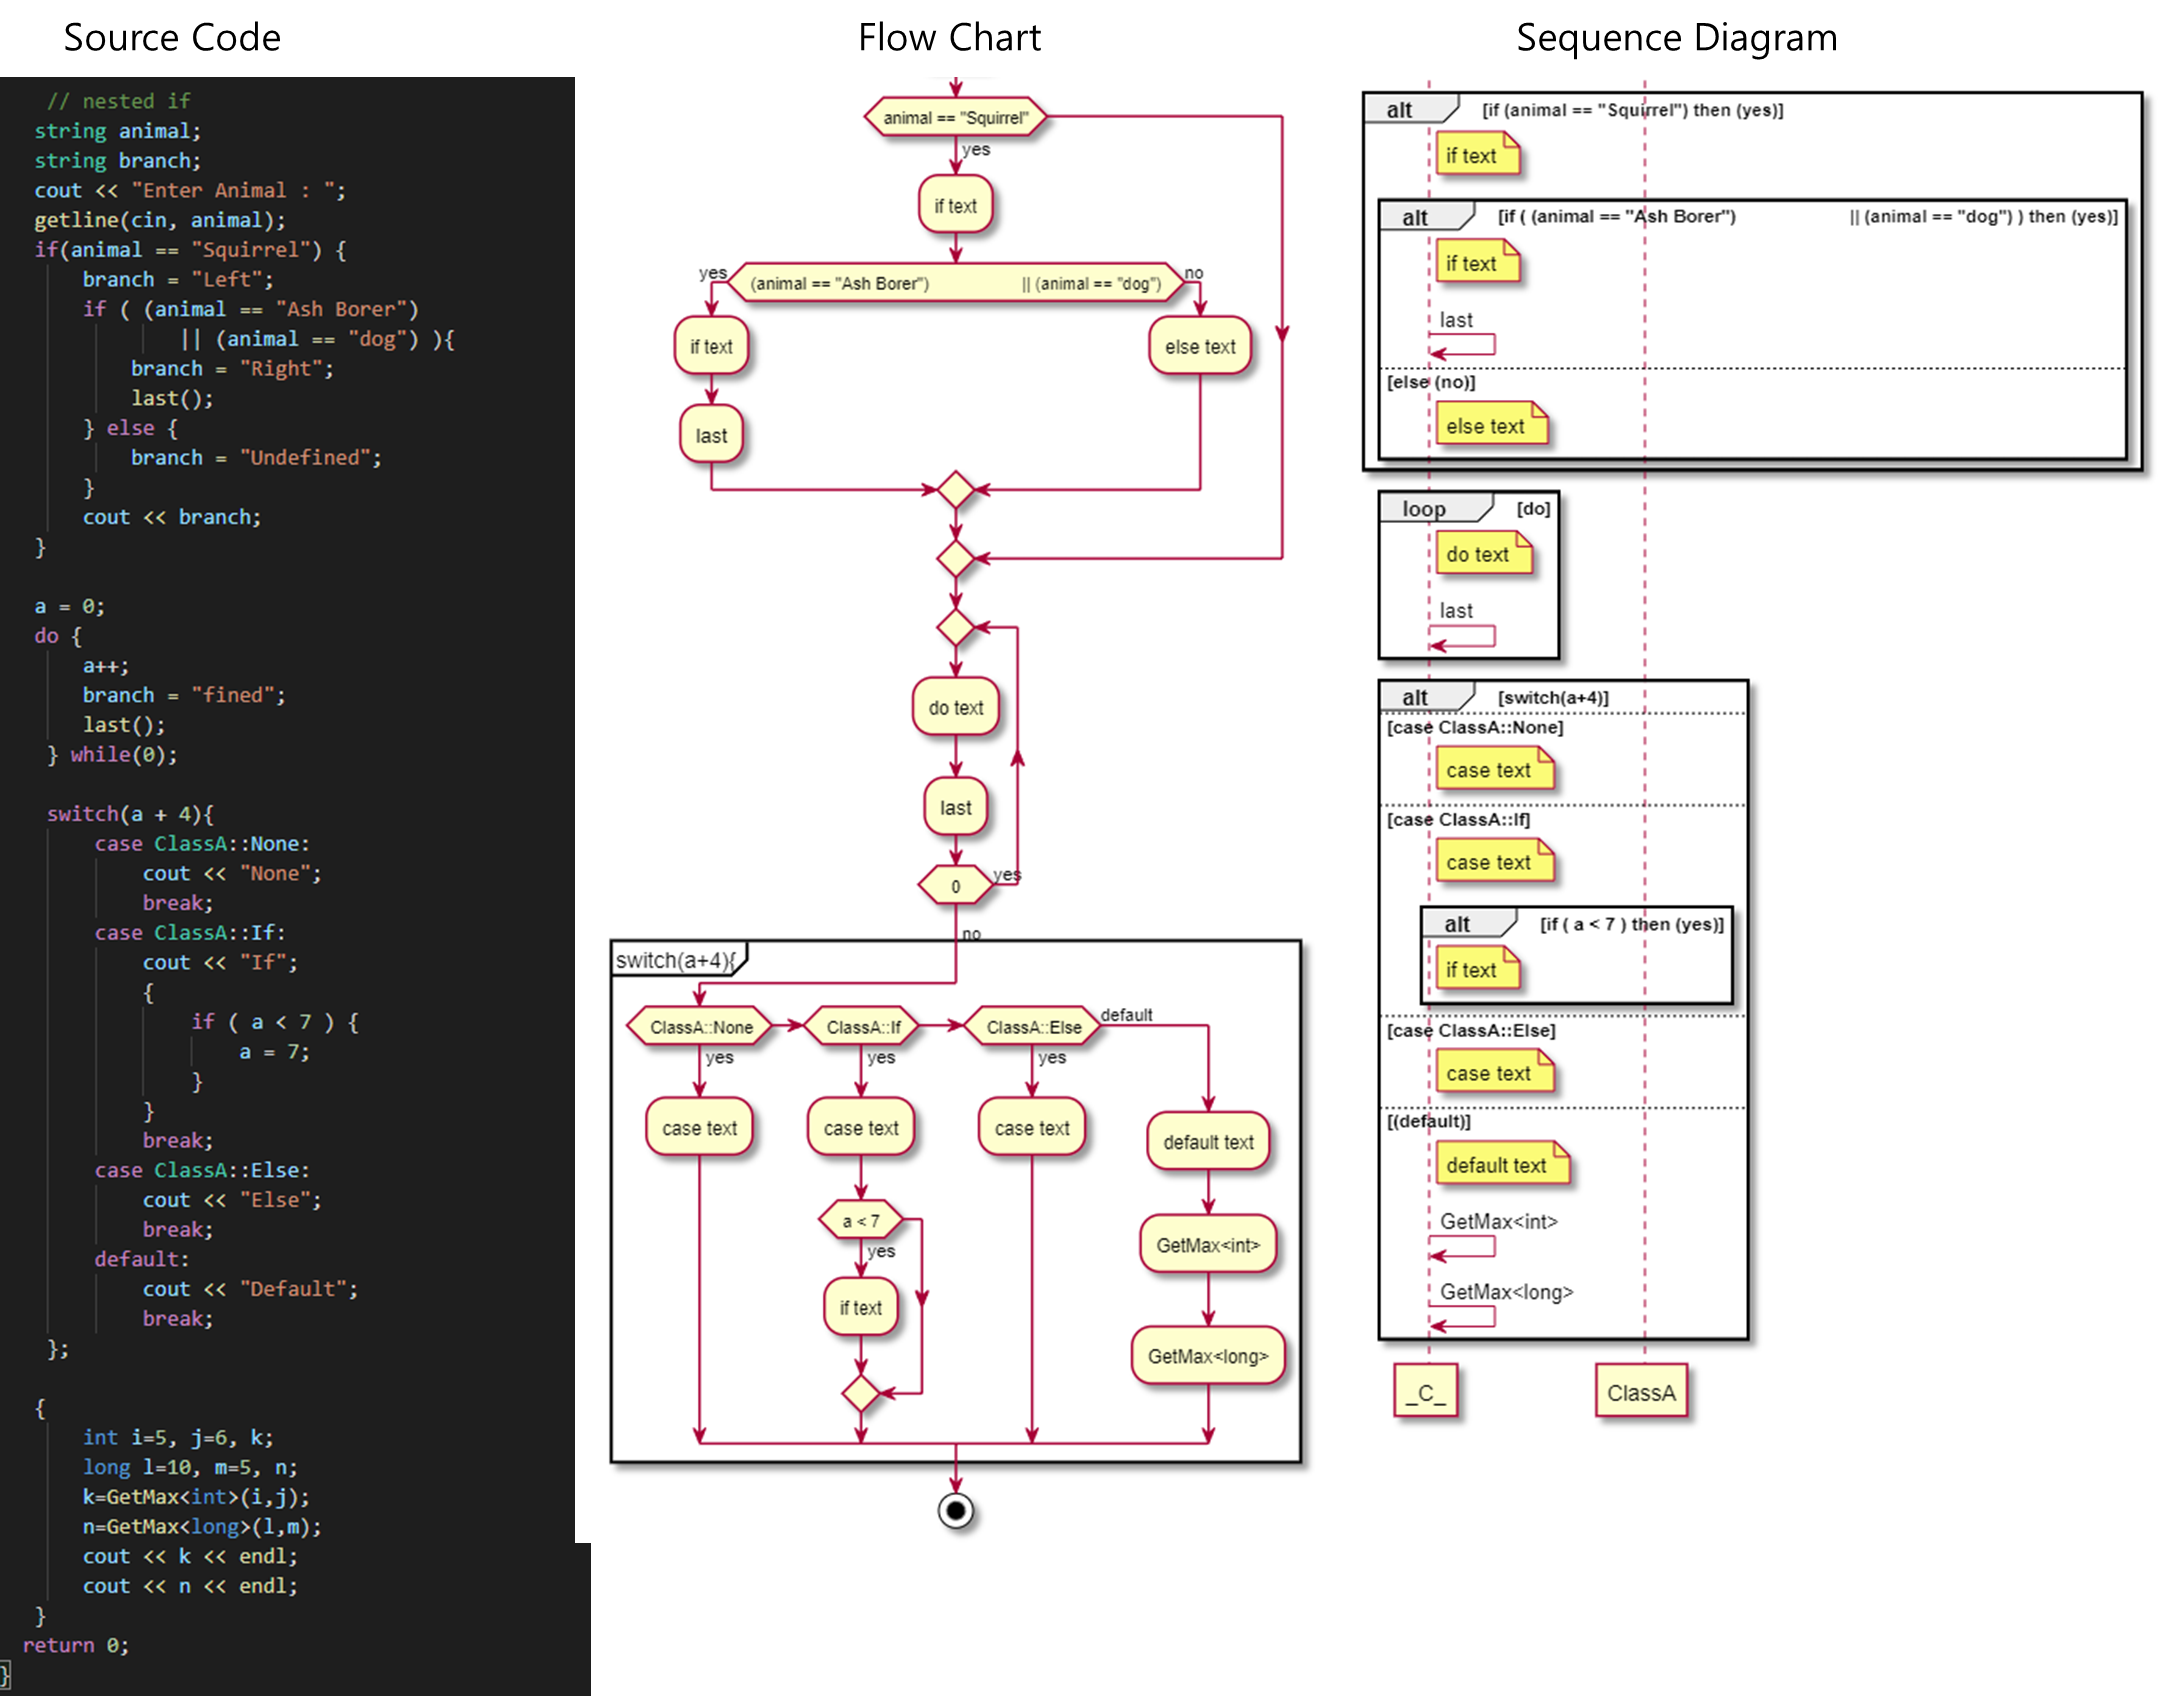 Source Code
// nested if
string animal;
string branch;
cout << "Enter Animal : ";
getline(cin, animal);
if(animal == "Squirrel") {
branch = "Left";
if ( (animal == "Ash Borer")
|| (animal == "dog") ){
branch = "Right";
last();
} else {
branch = "Undefined";
}
cout << branch;
}
a = 0;
do {
a++;
branch = "fined";
last();
} while(0);
switch(a + 4){
case ClassA::None:
cout << "None";
break;
case ClassA::If:
cout << "If";
{
if ( a < 7 ) {
a = 7;
}
}
break;
case ClassA::Else:
cout << "Else";
break;
default:
cout << "Default";
break;
};
{
int i=5, j=6, k;
long l=10, m=5, n;
k=GetMax<int>(i,j);
n=GetMax<long>(l,m);
cout << k << endl;
cout << n << endl;
}
return 0;
}
Flow Chart
animal == "Squirrel"
yes
if text
yes
(animal == "Ash Borer") || (animal == "dog")
no
if text
else text
last
do text
last
0
yes
no
switch(a+4){
ClassA::None
ClassA::If
ClassA::Else
default
yes
yes
yes
case text
case text
case text
default text
a < 7
yes
GetMax<int>
if text
GetMax<long>
Sequence Diagram
alt [if (animal == "Squirrel") then (yes)]
if text
alt [if ( (animal == "Ash Borer") || (animal == "dog") ) then (yes)]
if text
last
[else (no)]
else text
loop [do]
do text
last
alt [switch(a+4)]
[case ClassA::None]
case text
[case ClassA::If]
case text
alt [if ( a < 7 ) then (yes)]
if text
[case ClassA::Else]
case text
[(default)]
default text
GetMax<int>
GetMax<long>
_C_
ClassA